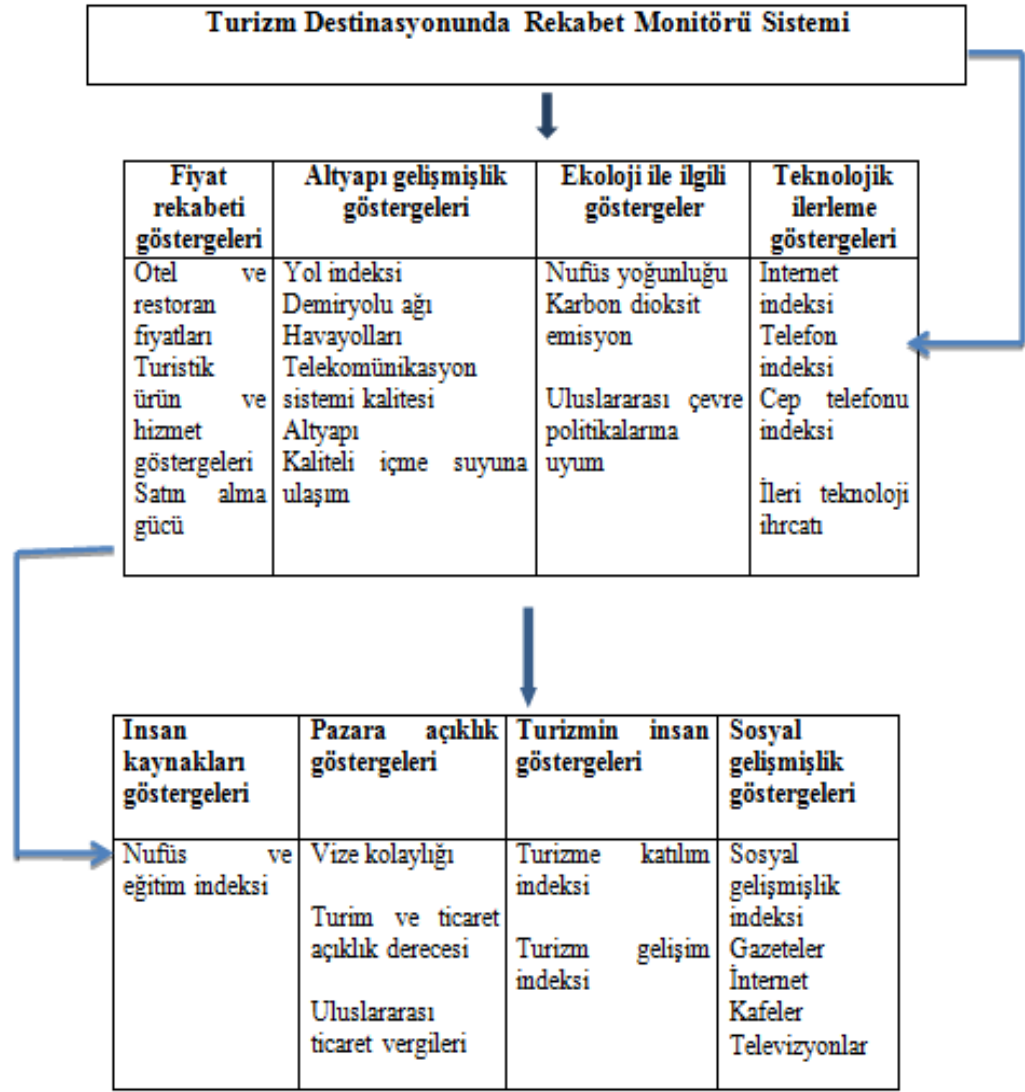 Turizm Destinasyonunda Rekabet Monitörü Sistemi
Fiyat
rekabeti
göstergeleri
Altyapı gelişmişlik
göstergeleri
Ekoloji ile ilgili
göstergeler
Teknolojik
ilerleme
göstergeleri
Otel ve
restoran
fiyatları
Turistik
ürün ve
hizmet
göstergeleri
Satın alma
gücü
Yol indeksi
Demiryolu ağı
Havayolları
Telekomünikasyon
sistemi kalitesi
Altyapı
Kaliteli içme suyuna
ulaşım
Nufüs yoğunluğu
Karbon dioksit
emisyon
Uluslararası çevre
politikalarına
uyum
Internet
indeksi
Telefon
indeksi
Cep telefonu
indeksi
İleri teknoloji
ihrcatı
Insan
kaynakları
göstergeleri
Pazara açıklık
göstergeleri
Turizmin insan
göstergeleri
Sosyal
gelişmişlik
göstergeleri
Nufüs ve
eğitim indeksi
Vize kolaylığı
Turim ve ticaret
açıklık derecesi
Uluslararası
ticaret vergileri
Turizme katılım
indeksi
Turizm gelişim
indeksi
Sosyal
gelişmişlik
indeksi
Gazeteler
İnternet
Kafeler
Televizyonlar